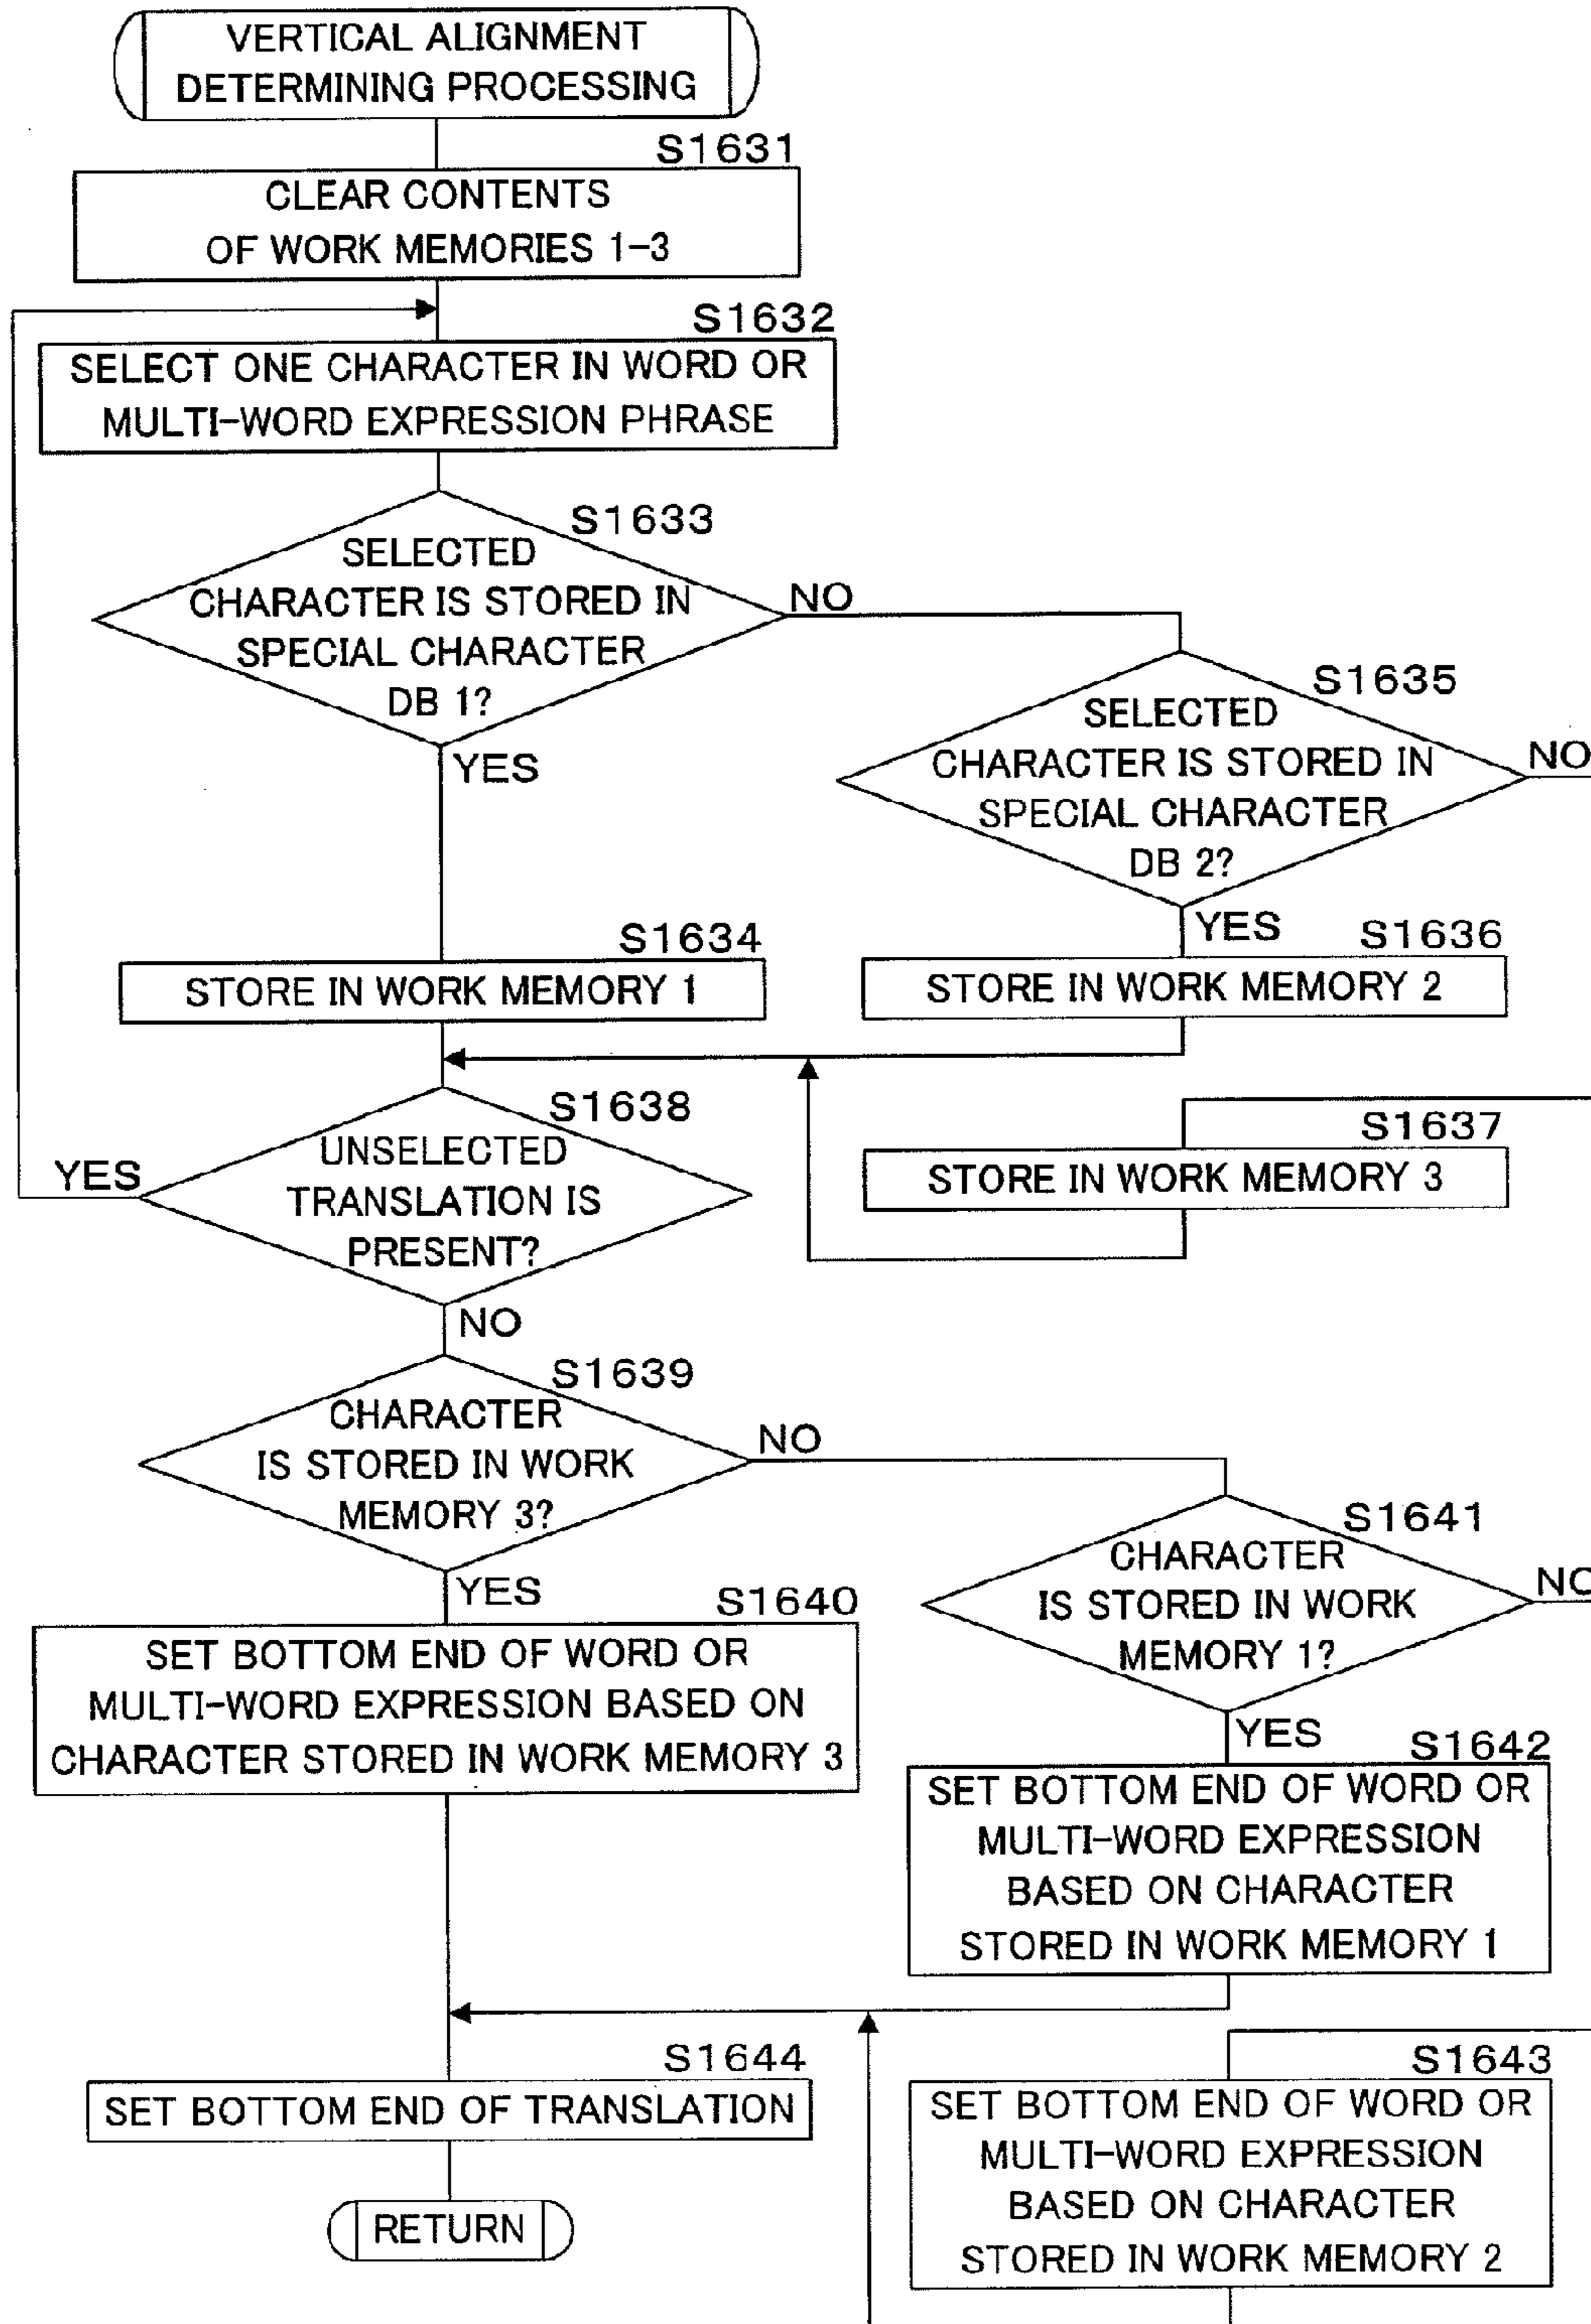 VERTICAL ALIGNMENT
DETERMINING PROCESSING
S1631
CLEAR CONTENTS
OF WORK MEMORIES 1-3
S1632
SELECT ONE CHARACTER IN WORD OR
MULTI-WORD EXPRESSION PHRASE
S1633
SELECTED
CHARACTER IS STORED IN
SPECIAL CHARACTER
DB 1?
NO
YES
S1635
SELECTED
CHARACTER IS STORED IN
SPECIAL CHARACTER
DB 2?
NO
YES
S1634
STORE IN WORK MEMORY 1
S1636
STORE IN WORK MEMORY 2
S1637
STORE IN WORK MEMORY 3
S1638
UNSELECTED
TRANSLATION IS
PRESENT?
YES
NO
S1639
CHARACTER
IS STORED IN WORK
MEMORY 3?
NO
YES
S1641
CHARACTER
IS STORED IN WORK
MEMORY 1?
NO
YES
S1640
SET BOTTOM END OF WORD OR
MULTI-WORD EXPRESSION BASED ON
CHARACTER STORED IN WORK MEMORY 3
S1642
SET BOTTOM END OF WORD OR
MULTI-WORD EXPRESSION
BASED ON CHARACTER
STORED IN WORK MEMORY 1
S1643
SET BOTTOM END OF WORD OR
MULTI-WORD EXPRESSION
BASED ON CHARACTER
STORED IN WORK MEMORY 2
S1644
SET BOTTOM END OF TRANSLATION
RETURN